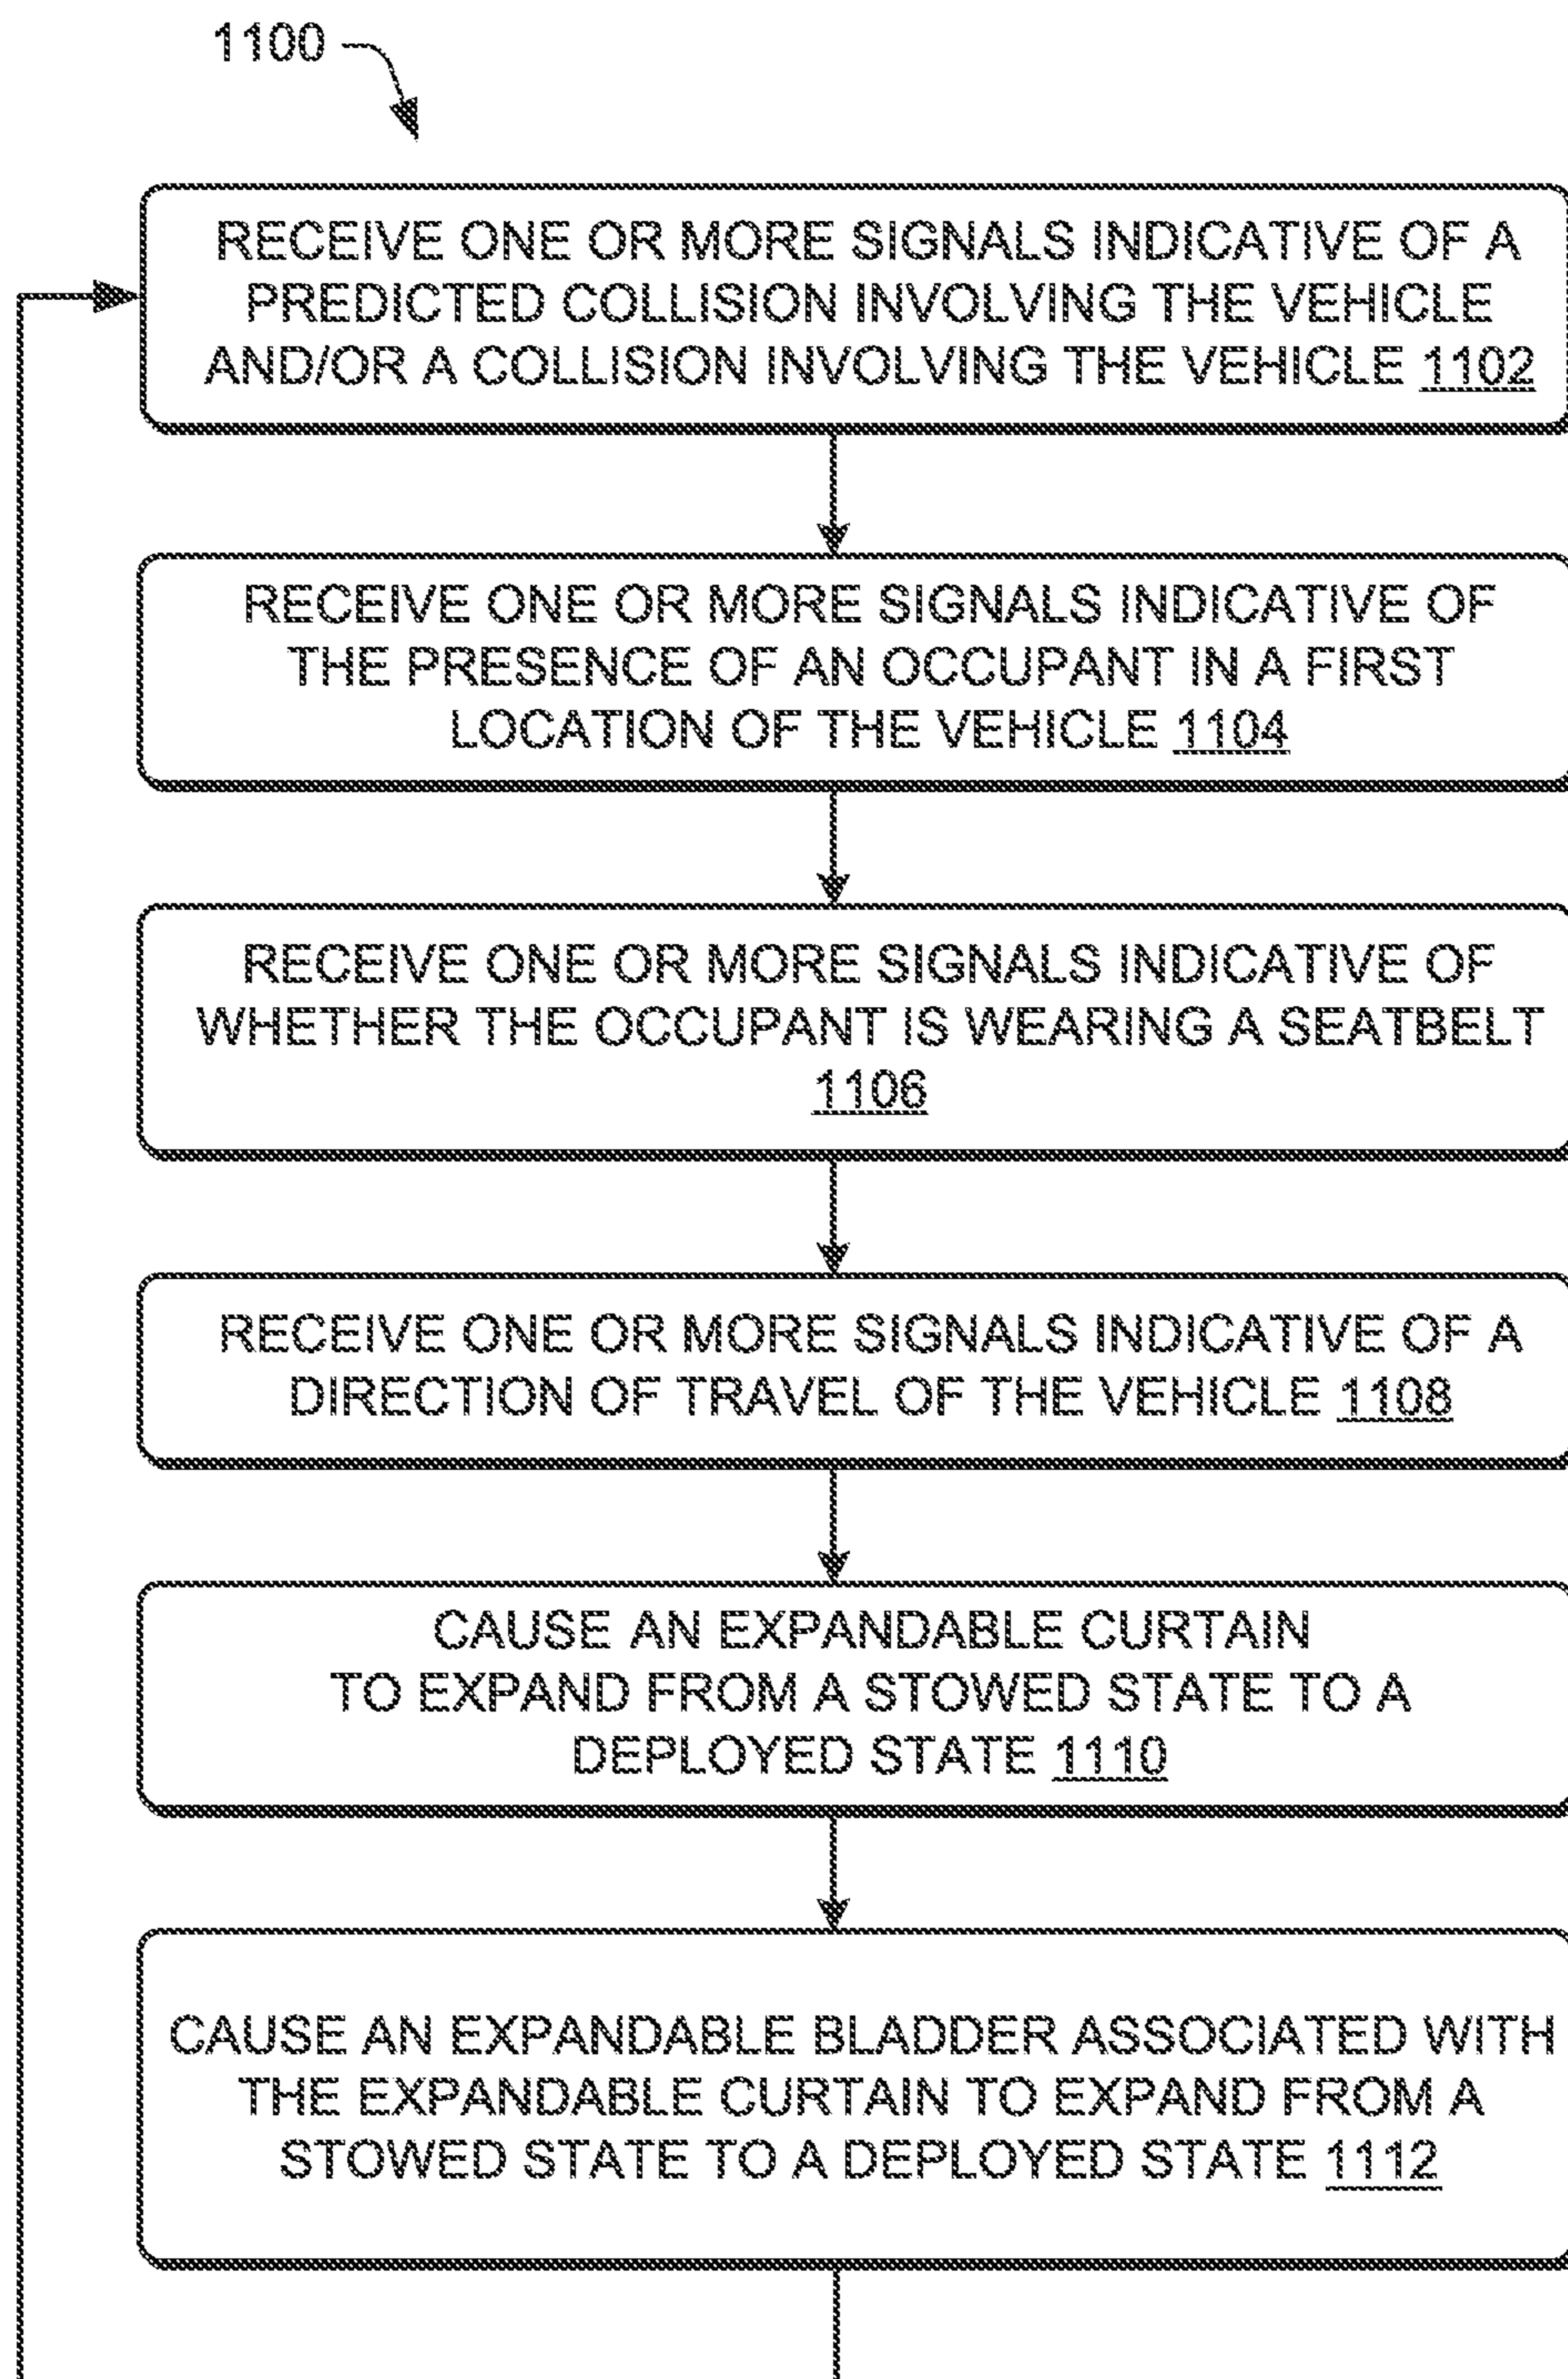 1100
RECEIVE ONE OR MORE SIGNALS INDICATIVE OF A
PREDICTED COLLISION INVOLVING THE VEHICLE
AND/OR A COLLISION INVOLVING THE VEHICLE 1102
RECEIVE ONE OR MORE SIGNALS INDICATIVE OF
THE PRESENCE OF AN OCCUPANT IN A FIRST
LOCATION OF THE VEHICLE 1104
RECEIVE ONE OR MORE SIGNALS INDICATIVE OF
WHETHER THE OCCUPANT IS WEARING A SEATBELT
1106
RECEIVE ONE OR MORE SIGNALS INDICATIVE OF A
DIRECTION OF TRAVEL OF THE VEHICLE 1108
CAUSE AN EXPANDABLE CURTAIN
TO EXPAND FROM A STOWED STATE TO A
DEPLOYED STATE 1110
CAUSE AN EXPANDABLE BLADDER ASSOCIATED WITH
THE EXPANDABLE CURTAIN TO EXPAND FROM A
STOWED STATE TO A DEPLOYED STATE 1112